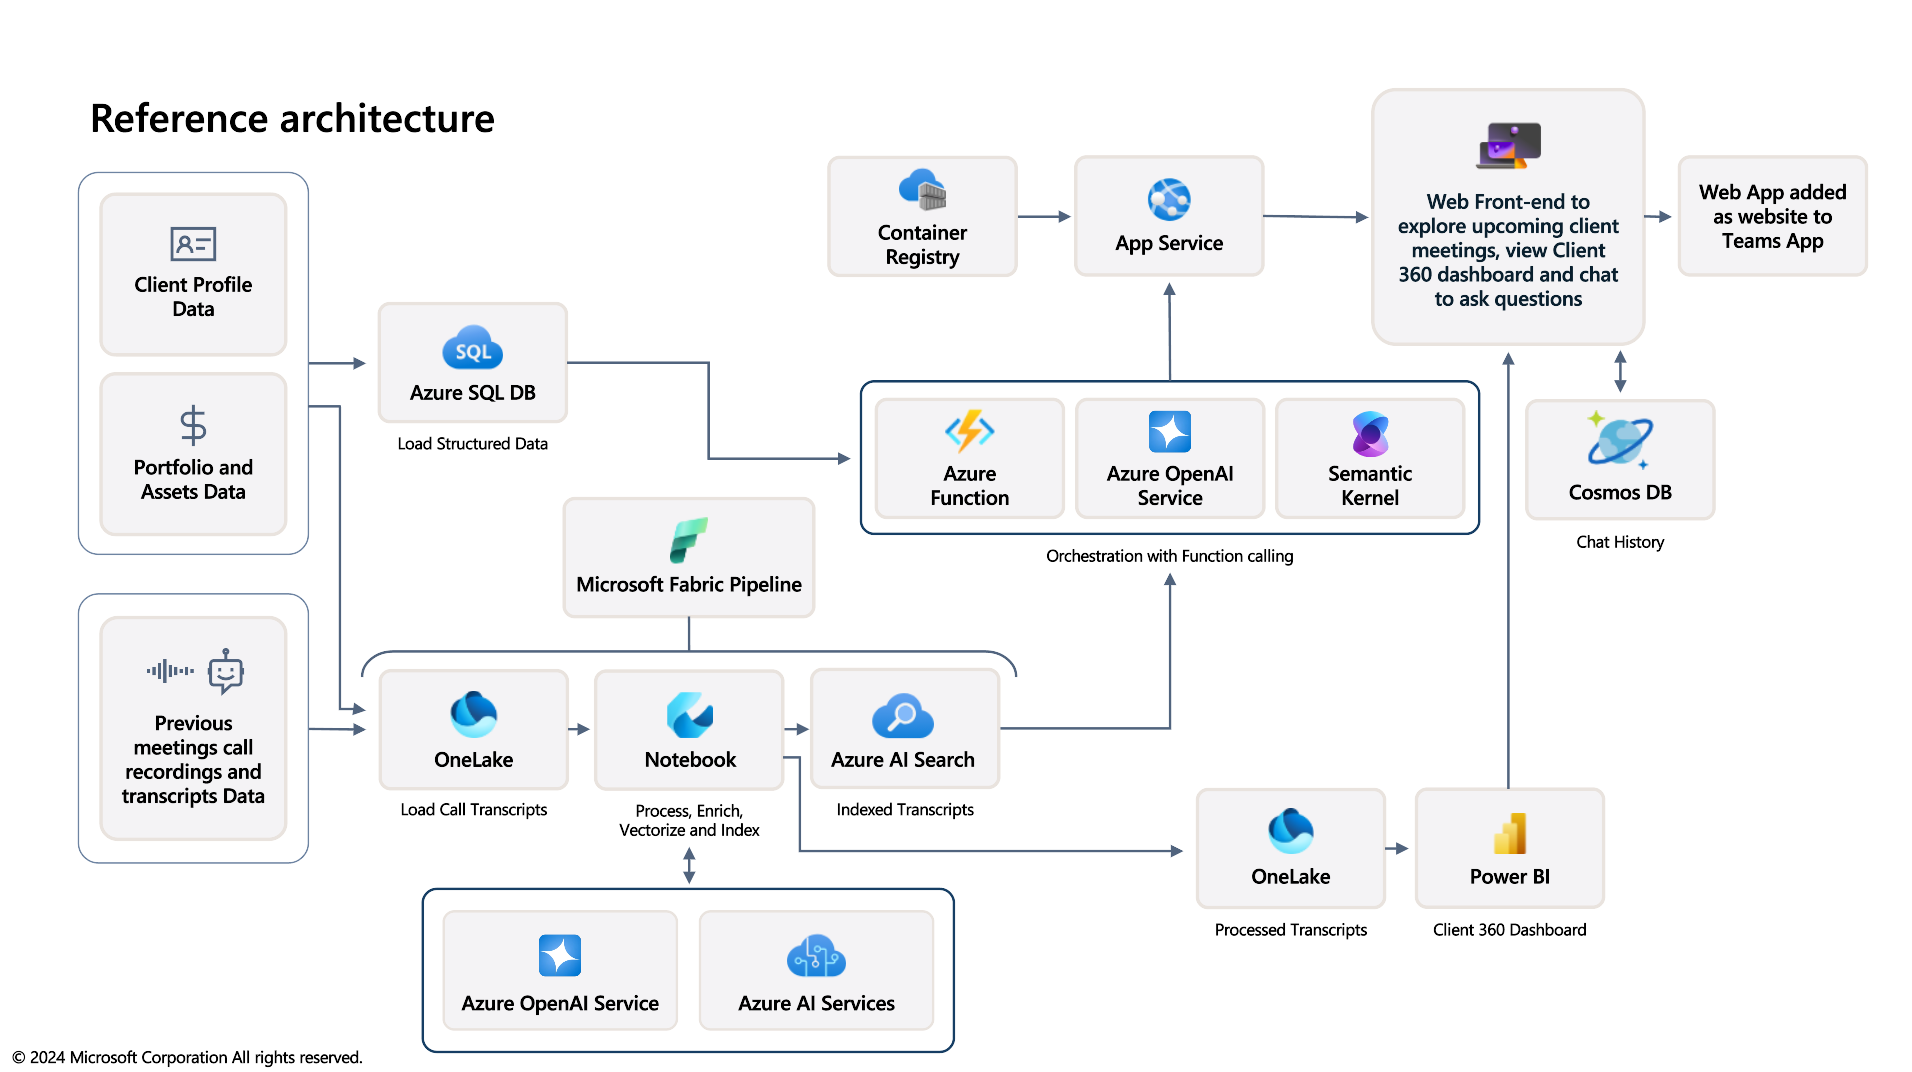 Reference architecture
Client Profile
Data
Portfolio and
Assets Data
Previous
meetings call
recordings and
transcripts Data
SQL
Azure SQL DB
Load Structured Data
Microsoft Fabric Pipeline
OneLake
Load Call Transcripts
Notebook
Process, Enrich,
Vectorize and Index
Azure AI Search
Indexed Transcripts
Azure OpenAI Service
Azure AI Services
Container
Registry
App Service
Web Front-end to
explore upcoming client
meetings, view Client
360 dashboard and chat
to ask questions
Web App added
as website to
Teams App
Azure
Function
Azure OpenAI
Service
Semantic
Kernel
Orchestration with Function calling
Cosmos DB
Chat History
OneLake
Processed Transcripts
Power BI
Client 360 Dashboard
© 2024 Microsoft Corporation All rights reserved.